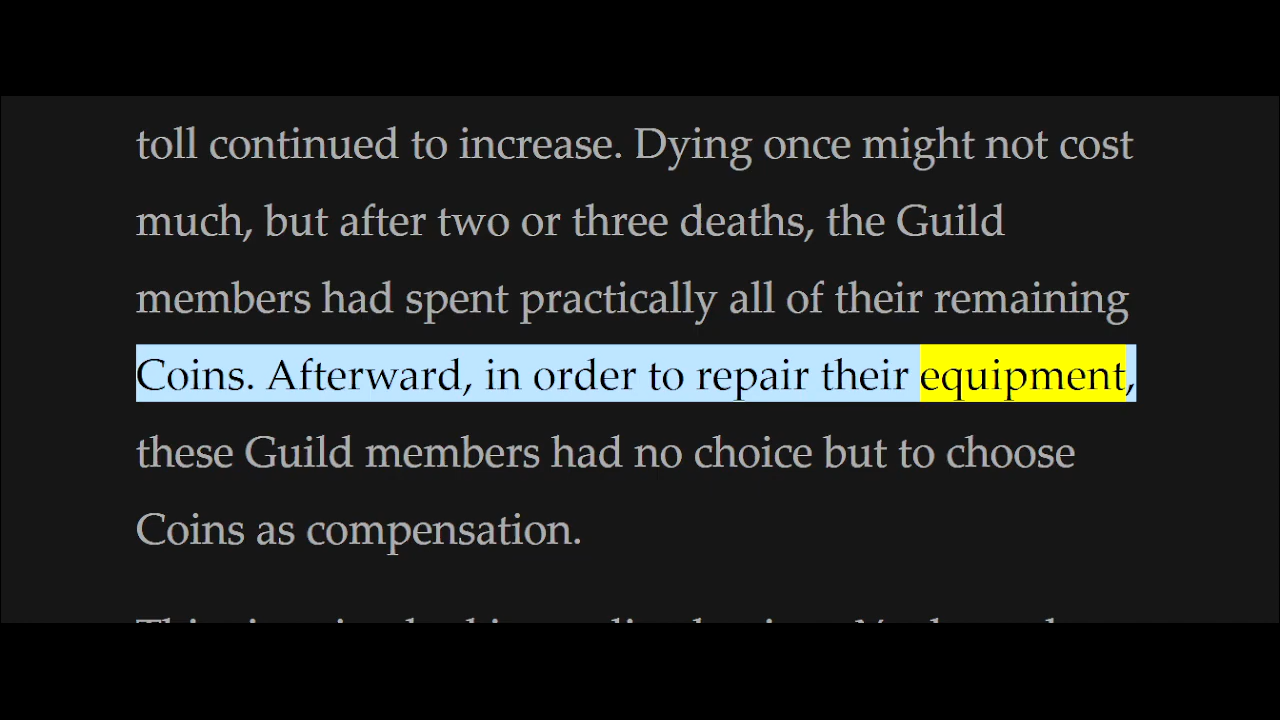 toll continued to increase. Dying once might not cost
much, but after two or three deaths, the Guild
members had spent practically all of their remaining
Coins. Afterward, in order to repair their equipment,
these Guild members had no choice but to choose
Coins as compensation.